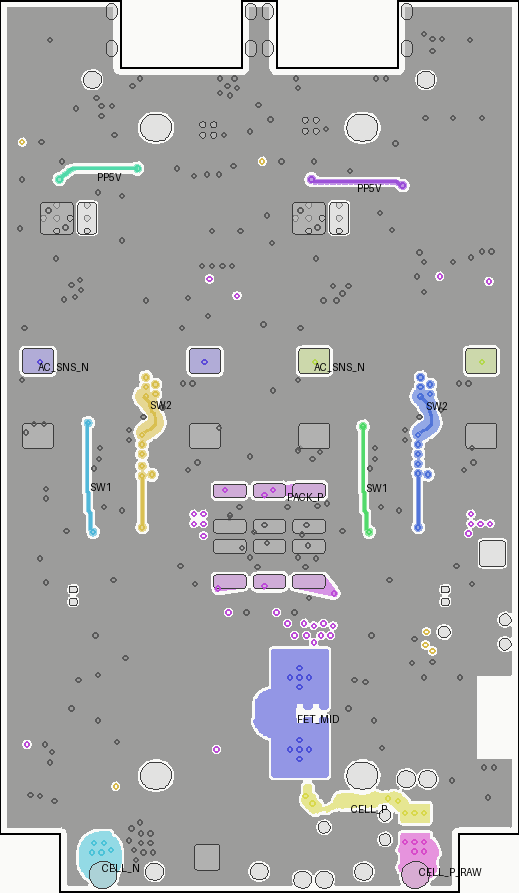 PP5V
PP5V
AC_SNS_N
AC_SNS_N
SW2
SW2
SW1
SW1
PACK_P
FET_MID
CELL_P
CELL_N
CELL_P_RAW